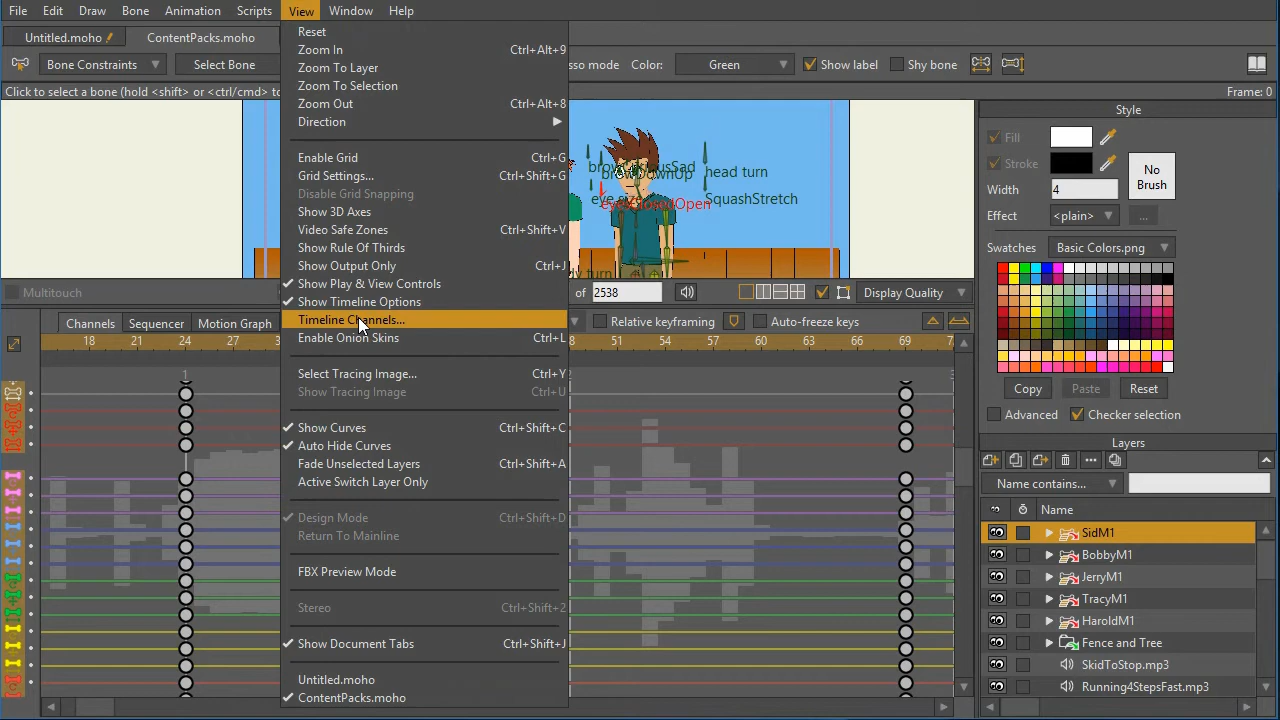 File Edit Draw Bone Animation Scripts View Window Help
Untitled.moho ContentPacks.moho
Bone Constraints Select Bone sso mode Color: Green Show label Shy bone
Click to select a bone (hold <shift> or <ctrl/cmd> to Frame: 0
Reset
Zoom In Ctrl+Alt+9
Zoom To Layer
Zoom To Selection
Zoom Out Ctrl+Alt+8
Direction
Enable Grid Ctrl+G
Grid Settings... Ctrl+Shift+G
Disable Grid Snapping
Show 3D Axes
Video Safe Zones Ctrl+Shift+V
Show Rule Of Thirds
Show Output Only Ctrl+J
Show Play & View Controls
Show Timeline Options
Timeline Channels...
Enable Onion Skins Ctrl+L
Select Tracing Image... Ctrl+Y
Show Tracing Image Ctrl+U
Show Curves Ctrl+Shift+C
Auto Hide Curves
Fade Unselected Layers Ctrl+Shift+A
Active Switch Layer Only
Design Mode Ctrl+Shift+D
Return To Mainline
FBX Preview Mode
Stereo Ctrl+Shift+2
Show Document Tabs Ctrl+Shift+J
Untitled.moho
ContentPacks.moho
head turn
SquashStretch
Multitouch
of 2538 Display Quality
Channels Sequencer Motion Graph Relative keyframing Auto-freeze keys
18 21 24 27 3 8 51 54 57 60 63 66 69 7
1
Style
Fill
Stroke
No
Brush
Width 4
Effect <plain> ...
Swatches Basic Colors.png
Copy Paste Reset
Advanced Checker selection
Layers
Name contains...
Name
SidM1
BobbyM1
JerryM1
TracyM1
HaroldM1
Fence and Tree
SkidToStop.mp3
Running4StepsFast.mp3